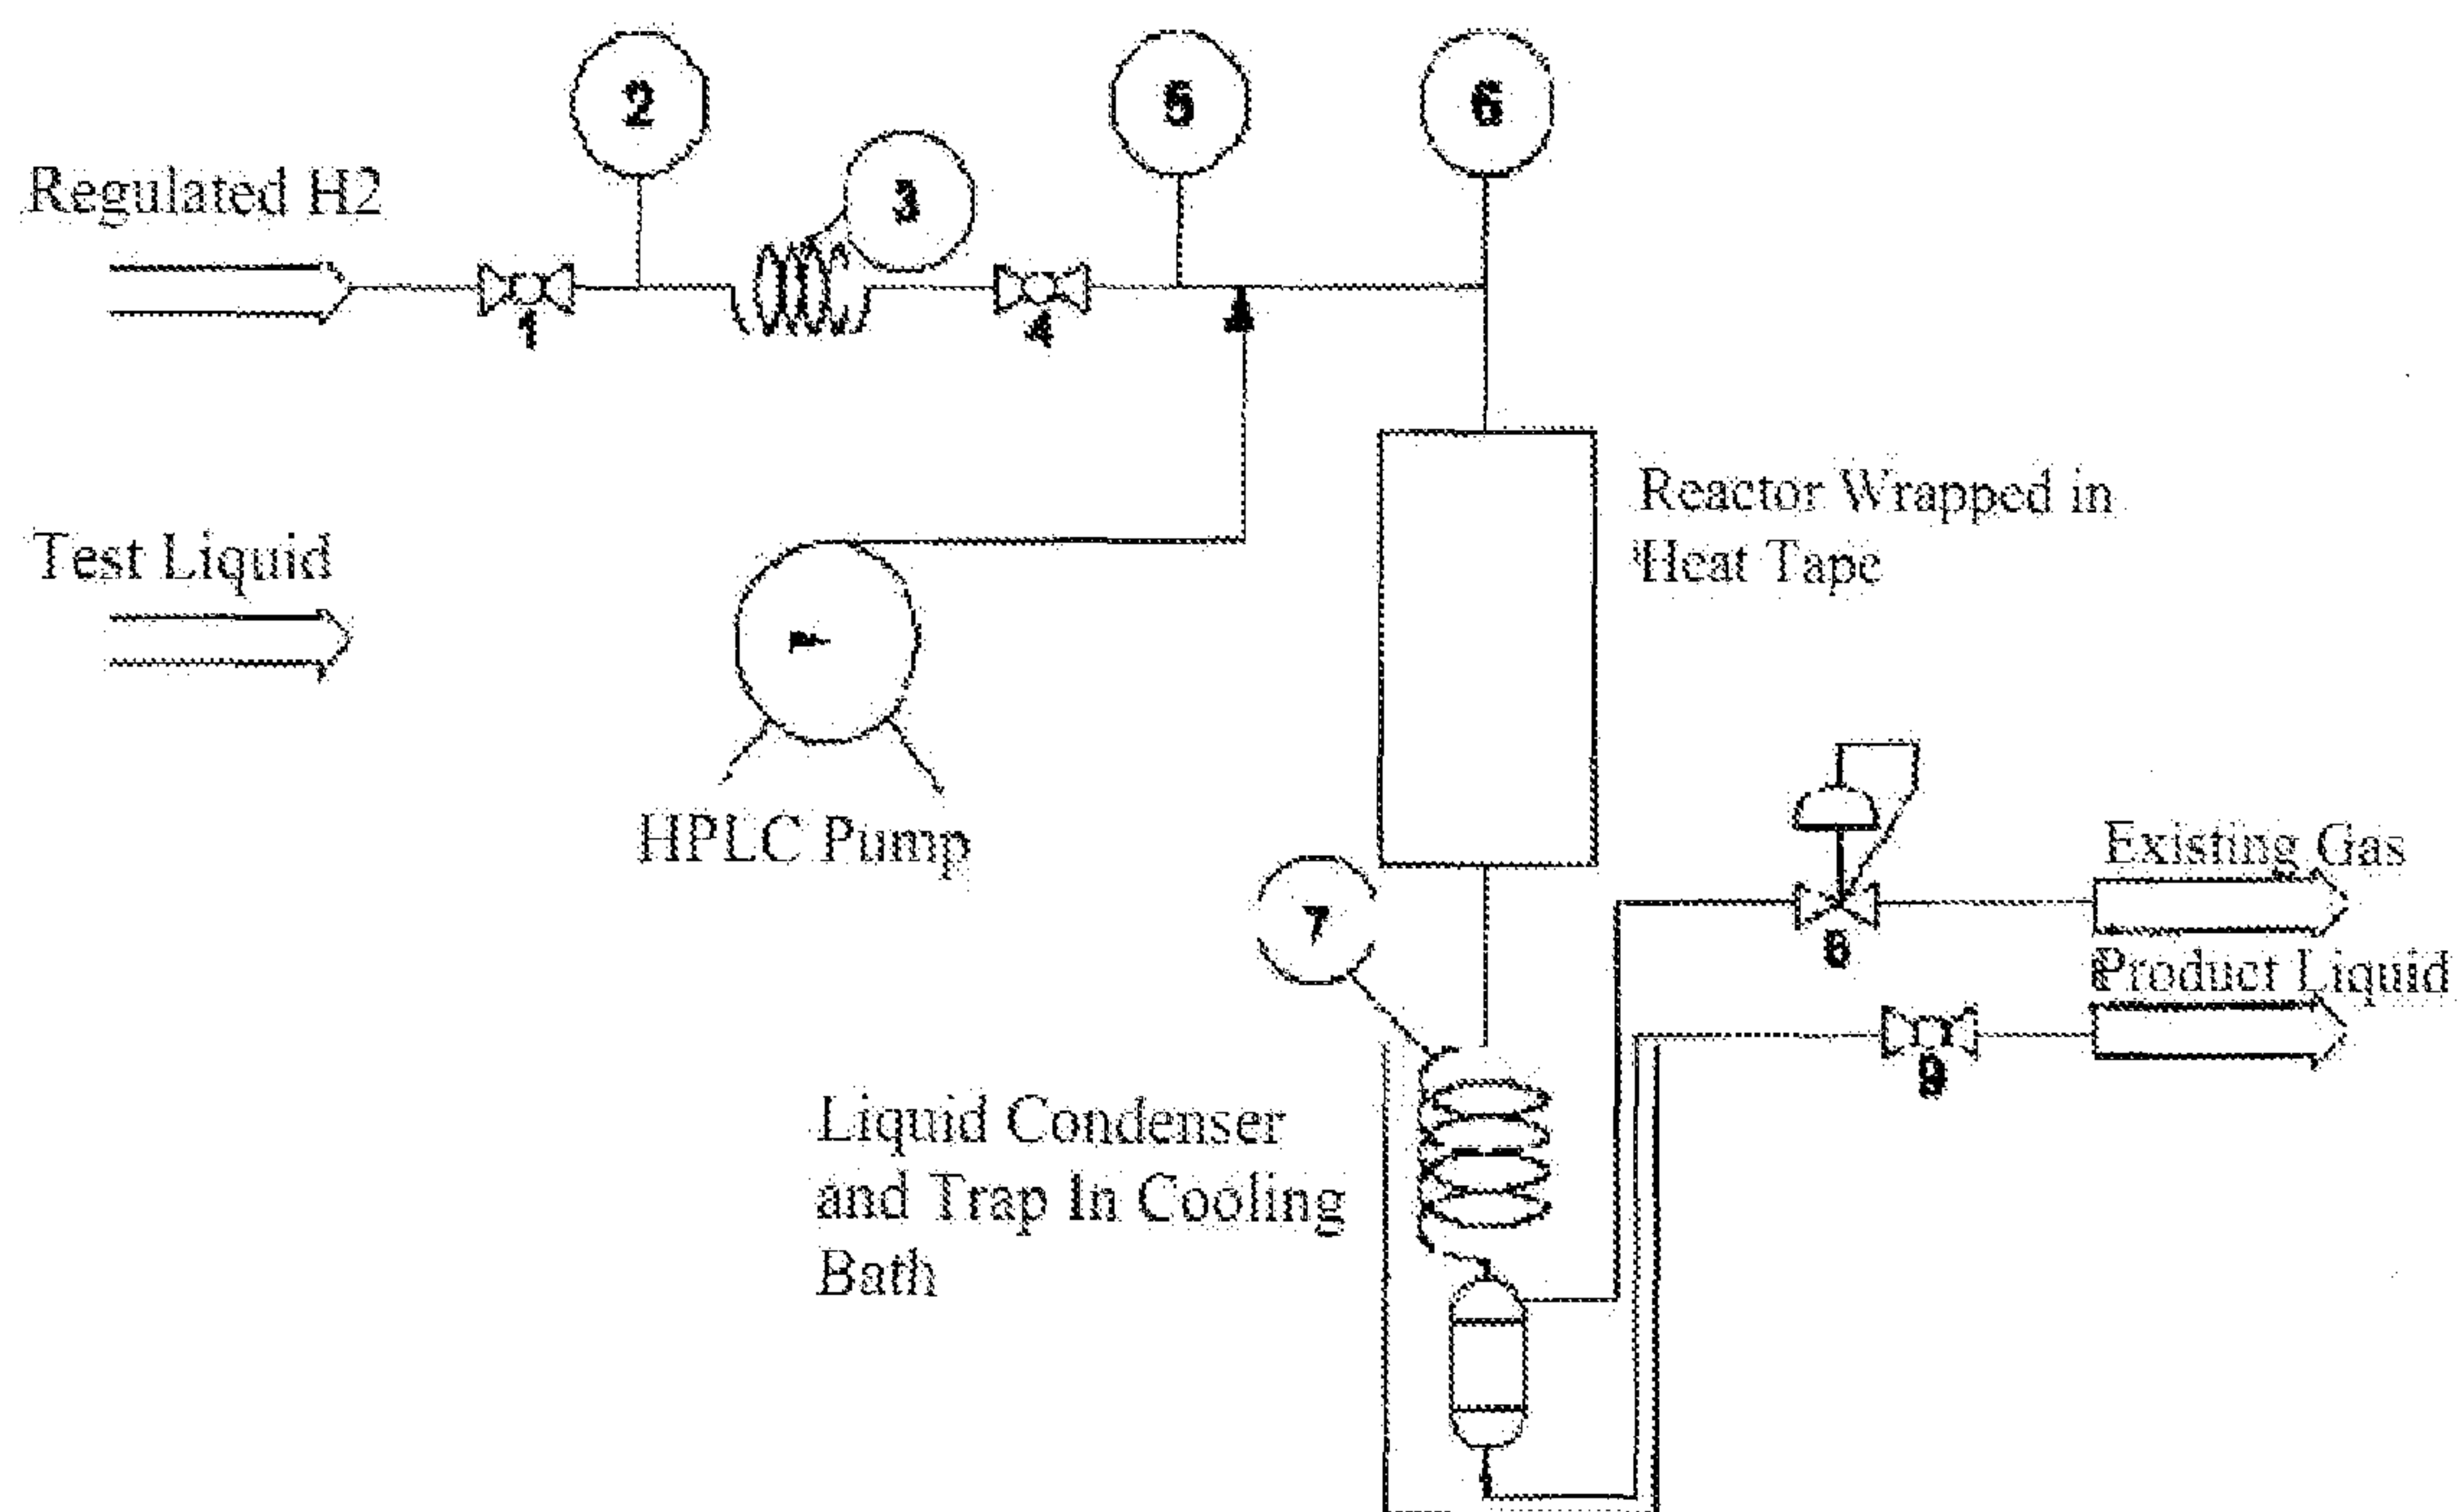 2
5
6
3
Regulated H2
1
4
Reactor Wrapped in
Heat Tape
Test Liquid
HPLC Pump
7
Existing Gas
Product Liquid
9
Liquid Condenser
and Trap In Cooling
Bath